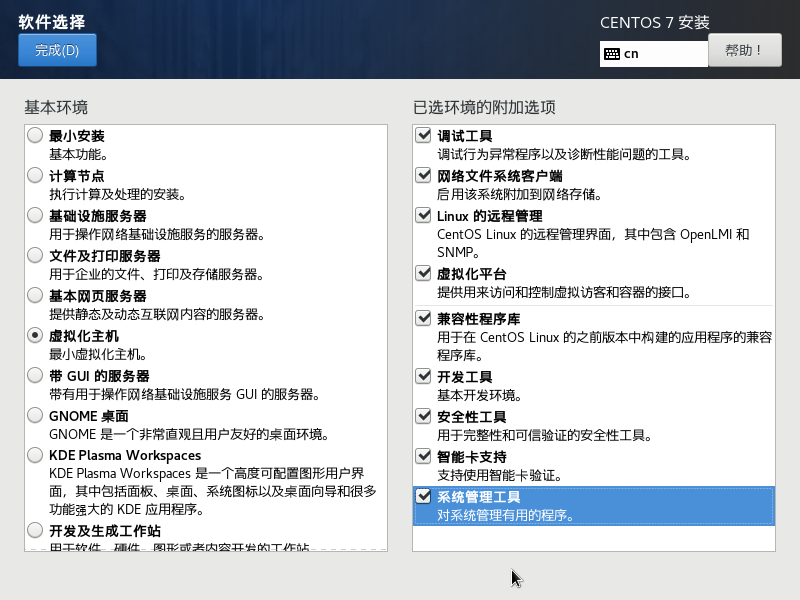 软件选择
完成(D)
CENTOS 7 安装
cn
帮助！
基本环境
最小安装
基本功能。
计算节点
执行计算及处理的安装。
基础设施服务器
用于操作网络基础设施服务的服务器。
文件及打印服务器
用于企业的文件、打印及存储服务器。
基本网页服务器
提供静态及动态互联网内容的服务器。
虚拟化主机
最小虚拟化主机。
带 GUI 的服务器
带有用于操作网络基础设施服务 GUI 的服务器。
GNOME 桌面
GNOME 是一个非常直观且用户友好的桌面环境。
KDE Plasma Workspaces
KDE Plasma Workspaces 是一个高度可配置图形用户界
面，其中包括面板、桌面、系统图标以及桌面向导和很多
功能强大的 KDE 应用程序。
开发及生成工作站
用于软件、硬件、图形或者内容开发的工作站。
已选环境的附加选项
调试工具
调试行为异常程序以及诊断性能问题的工具。
网络文件系统客户端
启用该系统附加到网络存储。
Linux 的远程管理
CentOS Linux 的远程管理界面，其中包含 OpenLMI 和
SNMP。
虚拟化平台
提供用来访问和控制虚拟访客和容器的接口。
兼容性程序库
用于在 CentOS Linux 的之前版本中构建的应用程序的兼容
程序库。
开发工具
基本开发环境。
安全性工具
用于完整性和可信验证的安全性工具。
智能卡支持
支持使用智能卡验证。
系统管理工具
对系统管理有用的程序。